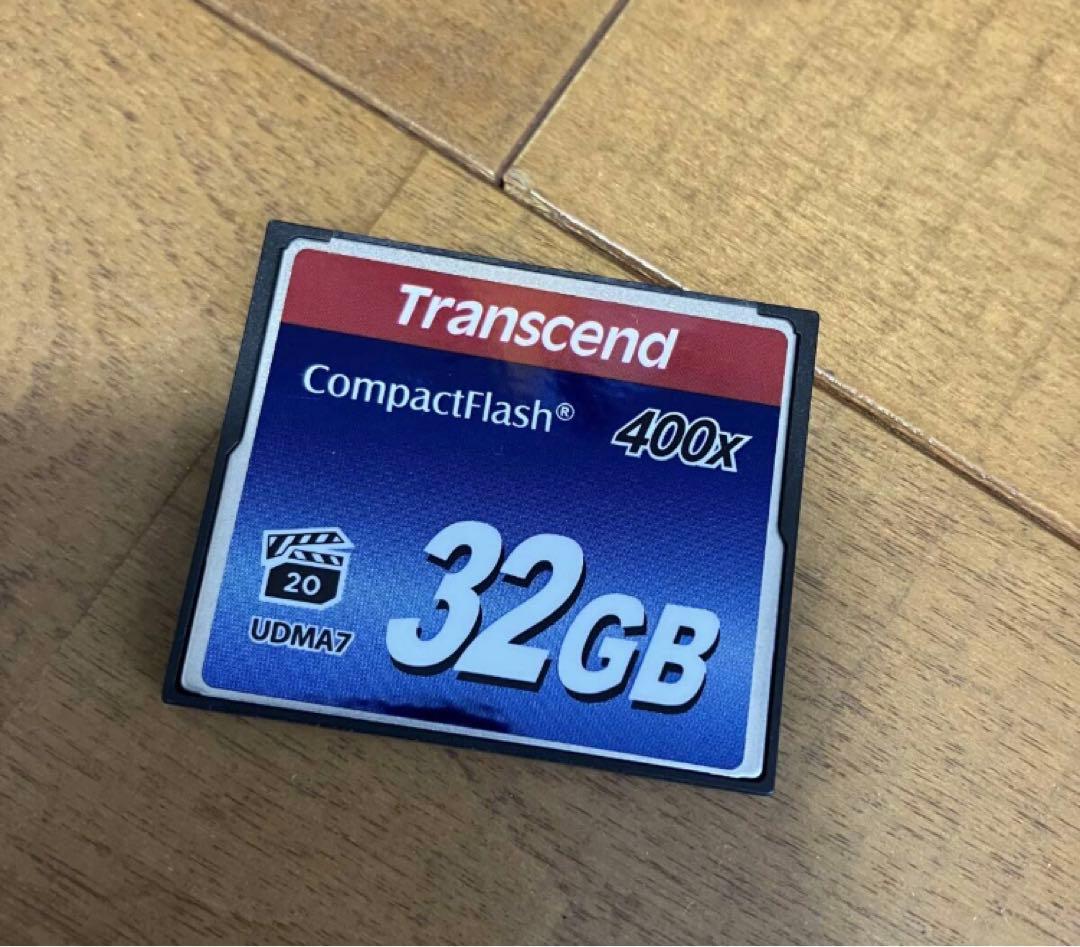 Transcend
CompactFlash®
400x
20
UDMA7
32GB